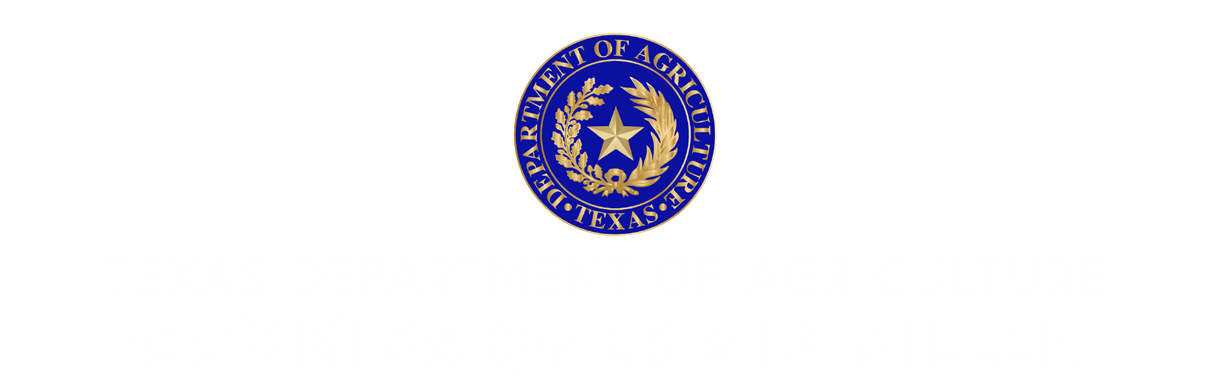 DEPARTMENT OF AGRICULTURE
• TEXAS •